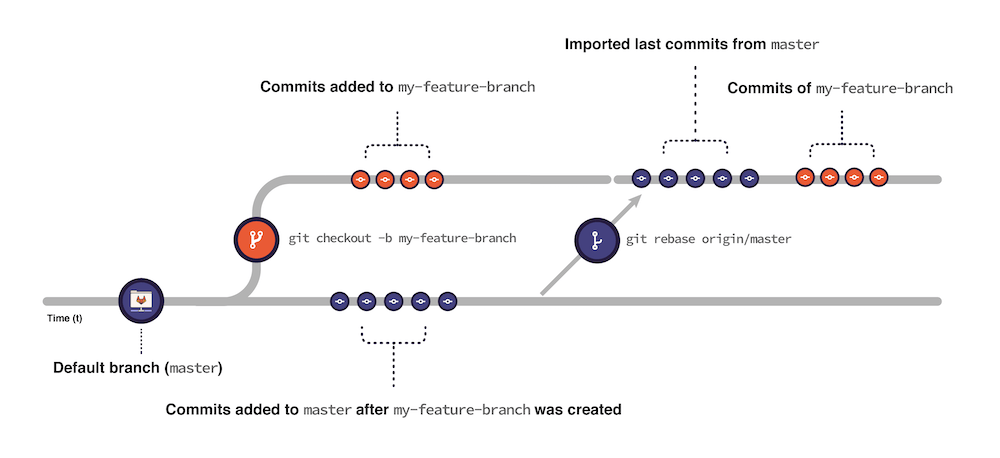 Imported last commits from master
Commits added to my-feature-branch
Commits of my-feature-branch
git checkout -b my-feature-branch
git rebase origin/master
Time (t)
Default branch (master)
Commits added to master after my-feature-branch was created